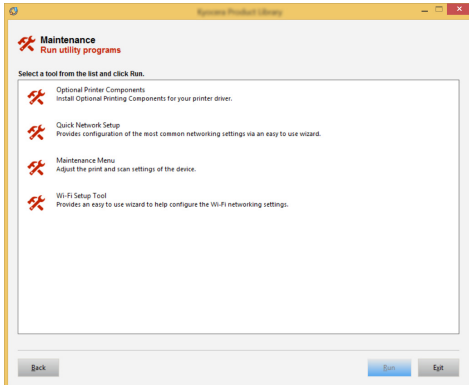 Kyocera Product Library
Maintenance
Run utility programs
Select a tool from the list and click Run.
Optional Printer Components
Install Optional Printing Components for your printer driver.
Quick Network Setup
Provides configuration of the most common networking settings via an easy to use wizard.
Maintenance Menu
Adjust the print and scan settings of the device.
Wi-Fi Setup Tool
Provides an easy to use wizard to help configure the Wi-Fi networking settings.
Back
Run
Exit